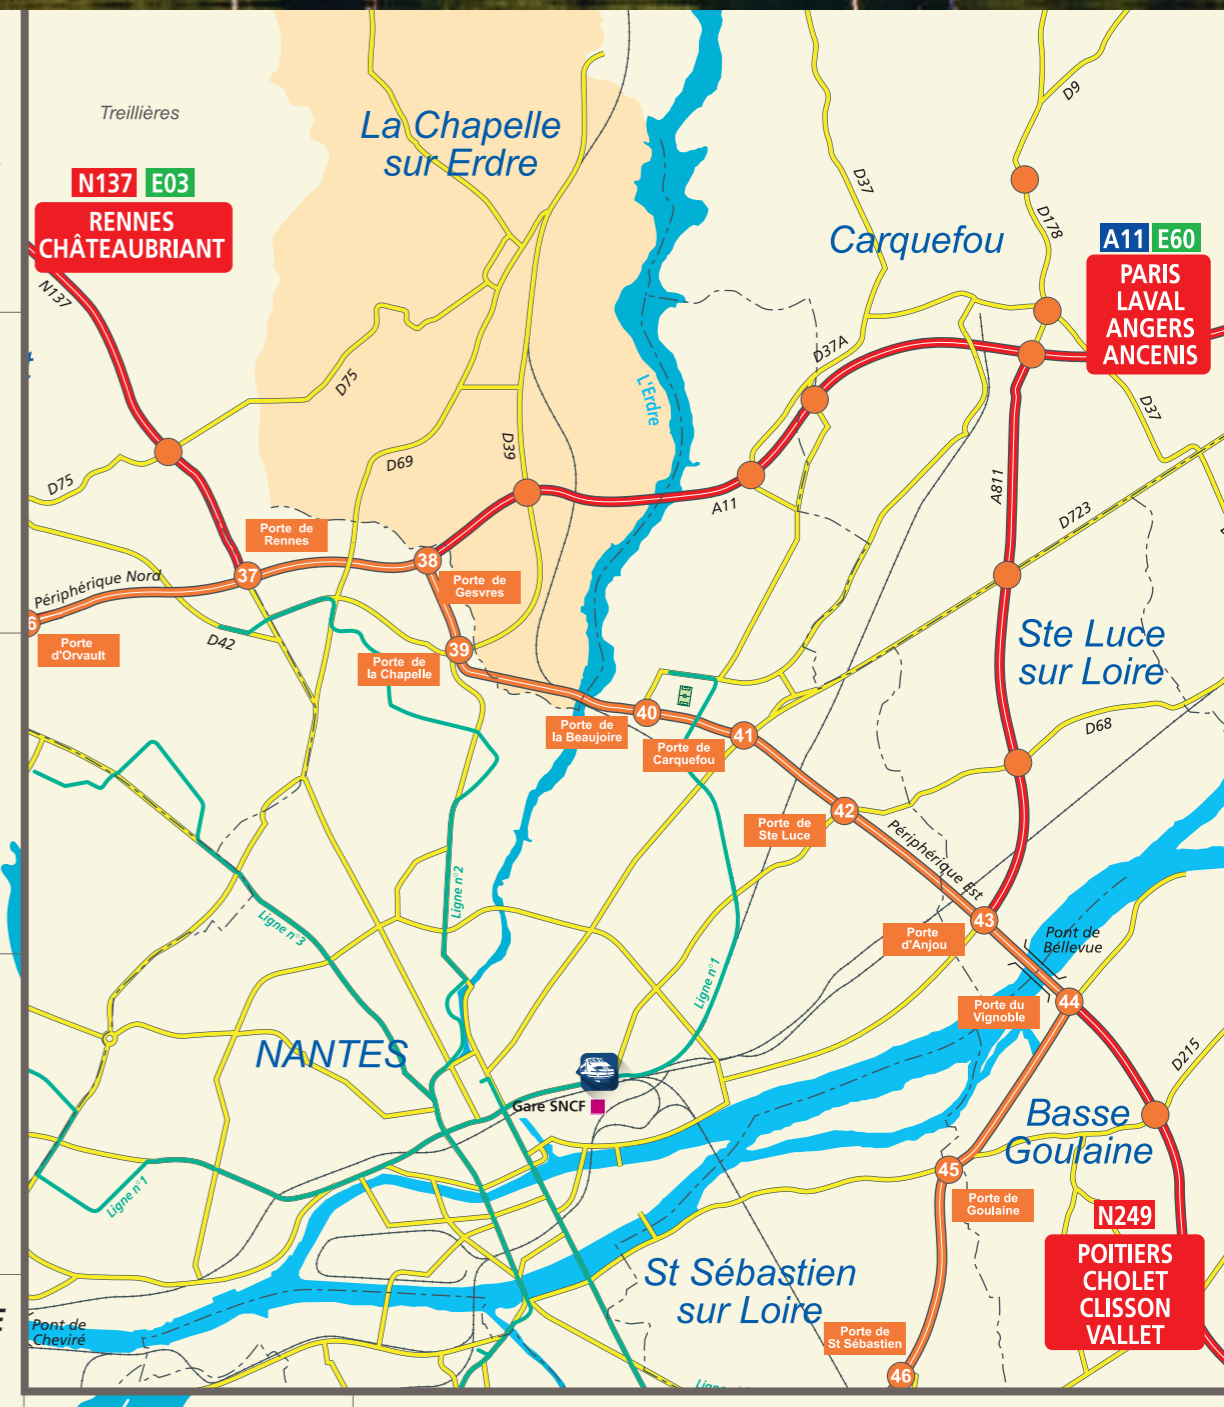 Treillières
La Chapelle
sur Erdre
D9
D37
D178
N137 E03
RENNES
CHÂTEAUBRIANT
N137
Carquefou
A11 E60
PARIS
LAVAL
ANGERS
ANCENIS
D37A
D75
L'Erdre
D37
D69
D39
D75
A11
A811
D723
Porte de
Rennes
38
37
Périphérique Nord
Porte de
Gesvres
6
Porte
d'Orvault
D42
39
Porte de
la Chapelle
Ste Luce
sur Loire
40
Porte de
la Beaujoire
41
Porte de
Carquefou
D68
42
Porte de
Ste Luce
Périphérique Est
Ligne n°2
Ligne n°3
43
Porte
d'Anjou
Pont de
Bellevue
Ligne n°1
44
Porte du
Vignoble
NANTES
D215
Gare SNCF
Basse
Goulaine
45
Ligne n°1
Porte de
Goulaine
N249
POITIERS
CHOLET
CLISSON
VALLET
St Sébastien
sur Loire
Pont de
Cheviré
Porte de
St Sébastien
46